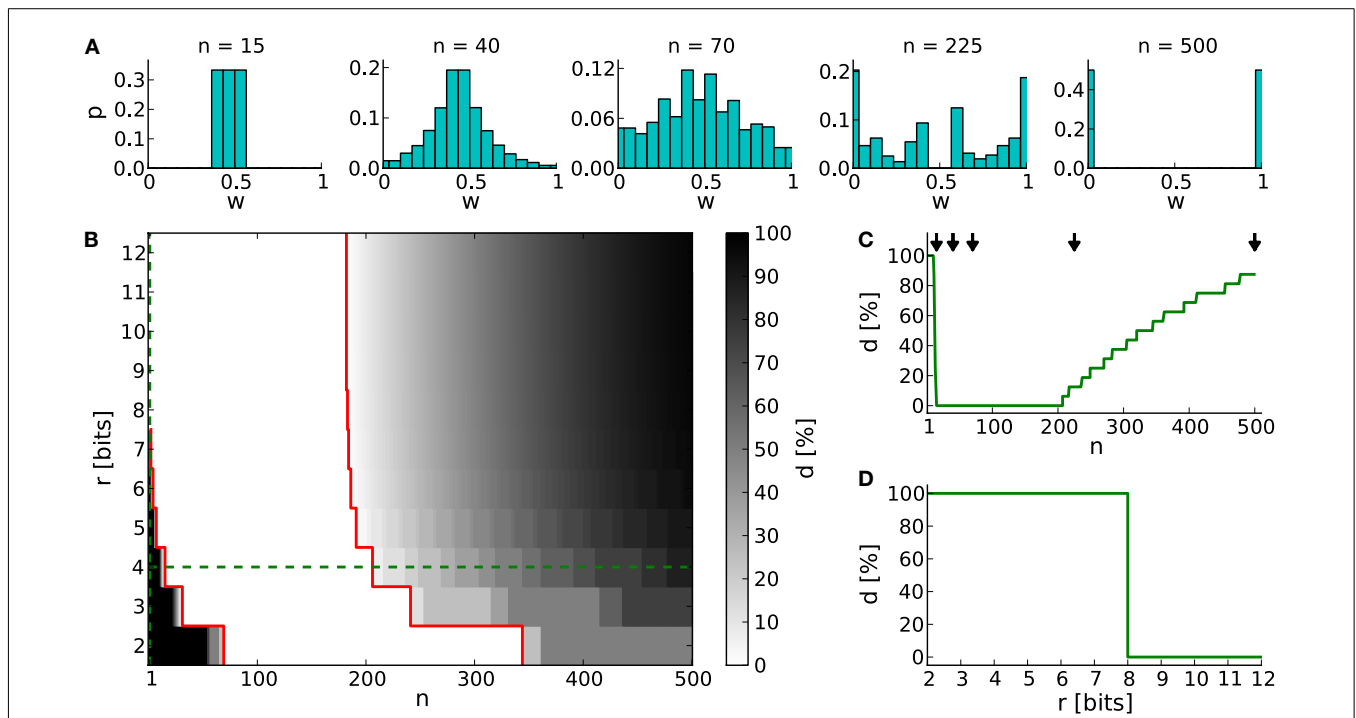 A
n = 15
n = 40
n = 70
n = 225
n = 500
p
0.3
0.2
0.1
0.0
0 0.5 1
w
0.2
0.1
0.0
0 0.5 1
w
0.12
0.06
0.00
0 0.5 1
w
0.2
0.1
0.0
0 0.5 1
w
0.4
0.2
0.0
0 0.5 1
w
B
r [bits]
12
11
10
9
8
7
6
5
4
3
2
1 100 200 300 400 500
n
100
90
80
70
60
50
40
30
20
10
0
d [%]
C
d [%]
100
80
60
40
20
0
1 100 200 300 400 500
n
D
d [%]
100
80
60
40
20
0
2 3 4 5 6 7 8 9 10 11 12
r [bits]